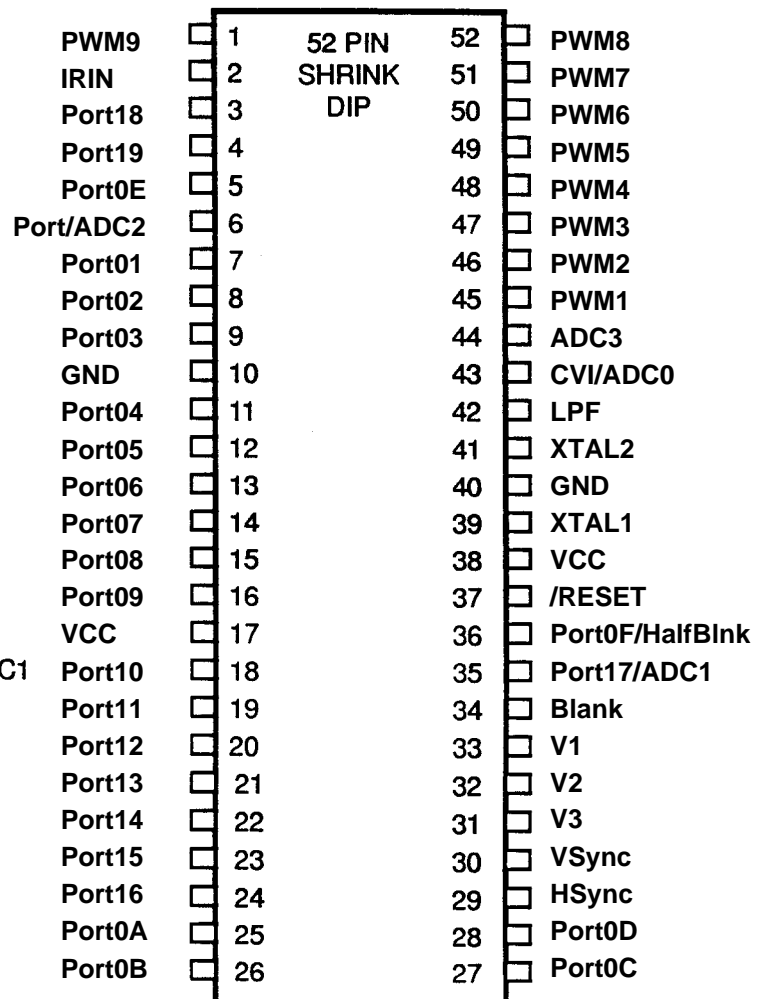 PWM9 1 52 PIN 52 PWM8
IRIN 2 SHRINK 51 PWM7
Port18 3 DIP 50 PWM6
Port19 4 49 PWM5
Port0E 5 48 PWM4
Port/ADC2 6 47 PWM3
Port01 7 46 PWM2
Port02 8 45 PWM1
Port03 9 44 ADC3
GND 10 43 CVI/ADC0
Port04 11 42 LPF
Port05 12 41 XTAL2
Port06 13 40 GND
Port07 14 39 XTAL1
Port08 15 38 VCC
Port09 16 37 /RESET
VCC 17 36 Port0F/HalfBlnk
C1 Port10 18 35 Port17/ADC1
Port11 19 34 Blank
Port12 20 33 V1
Port13 21 32 V2
Port14 22 31 V3
Port15 23 30 VSync
Port16 24 29 HSync
Port0A 25 28 Port0D
Port0B 26 27 Port0C